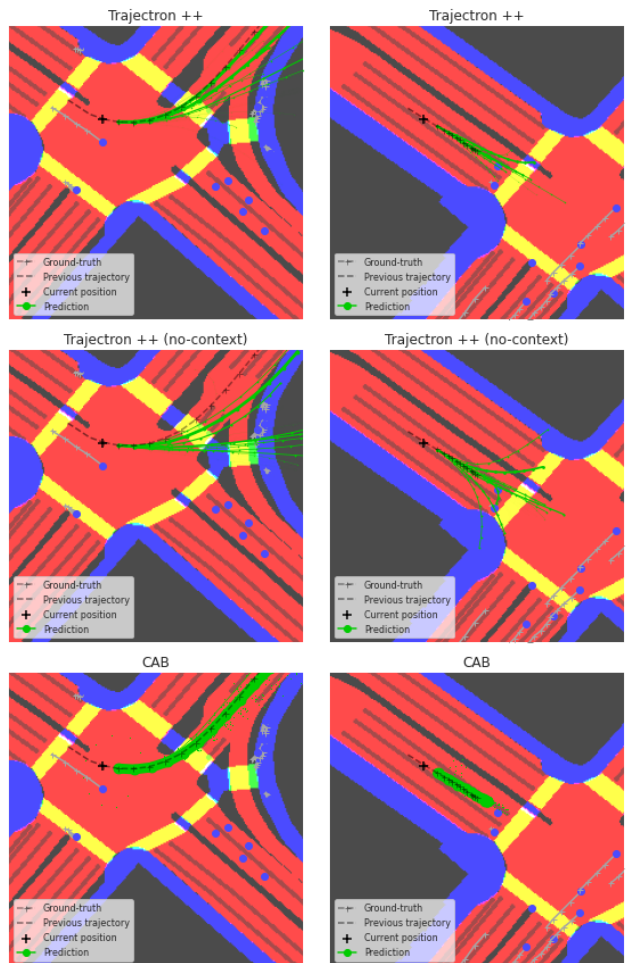 Trajectron ++
Trajectron ++
Ground-truth
Previous trajectory
Current position
Prediction
Ground-truth
Previous trajectory
Current position
Prediction
Trajectron ++ (no-context)
Trajectron ++ (no-context)
Ground-truth
Previous trajectory
Current position
Prediction
Ground-truth
Previous trajectory
Current position
Prediction
CAB
CAB
Ground-truth
Previous trajectory
Current position
Prediction
Ground-truth
Previous trajectory
Current position
Prediction